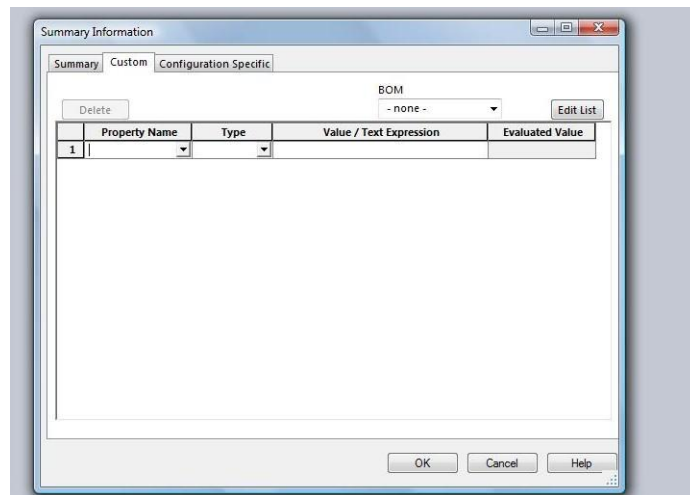 Summary Information
Summary Custom Configuration Specific
BOM
Delete - none - Edit List
Property Name Type Value / Text Expression Evaluated Value
1
OK Cancel Help